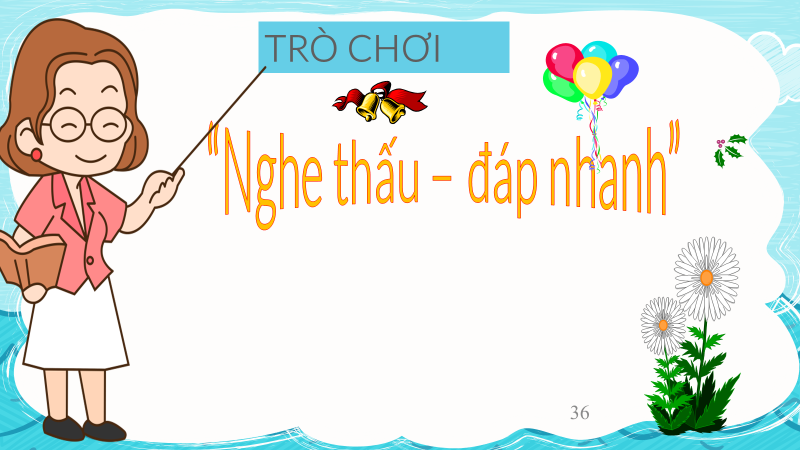 TRÒ CHƠI
“Nghe thấu – đáp nhanh”
36